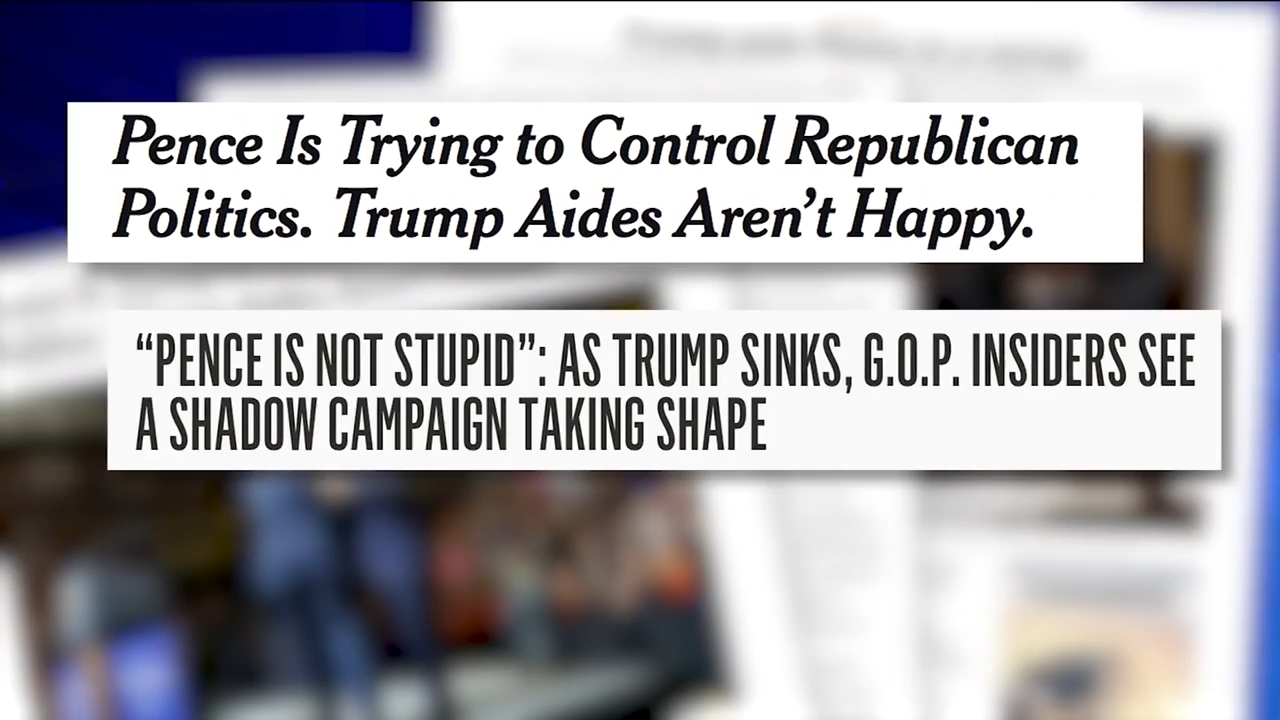 Pence Is Trying to Control Republican
Politics. Trump Aides Aren’t Happy.
“PENCE IS NOT STUPID”: AS TRUMP SINKS, G.O.P. INSIDERS SEE
A SHADOW CAMPAIGN TAKING SHAPE